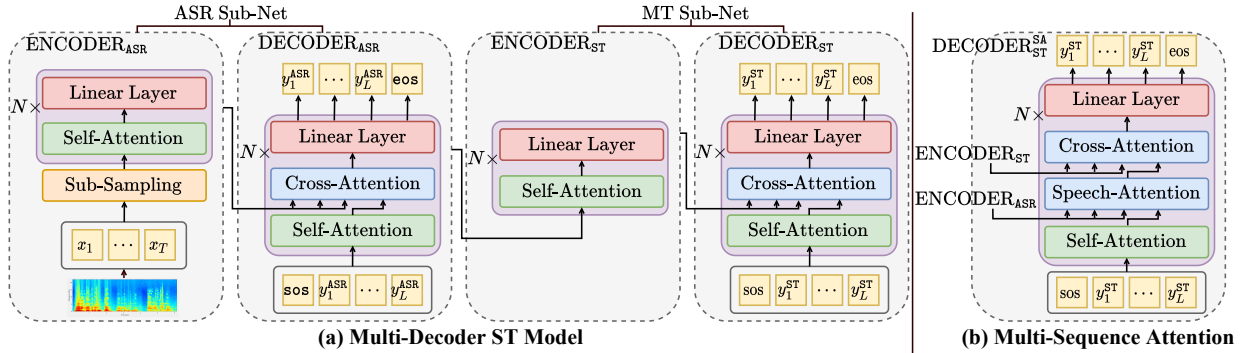 ASR Sub-Net
MT Sub-Net
ENCODER_ASR
N×
Linear Layer
Self-Attention
Sub-Sampling
x_1 ⋯ x_T
DECODER_ASR
y_1^ASR ⋯ y_L^ASR eos
N×
Linear Layer
Cross-Attention
Self-Attention
sos y_1^ASR ⋯ y_L^ASR
ENCODER_ST
N×
Linear Layer
Self-Attention
DECODER_ST
y_1^ST ⋯ y_L^ST eos
N×
Linear Layer
Cross-Attention
Self-Attention
sos y_1^ST ⋯ y_L^ST
(a) Multi-Decoder ST Model
DECODER_ST^SA
y_1^ST ⋯ y_L^ST eos
N×
Linear Layer
Cross-Attention
ENCODER_ST
Speech-Attention
ENCODER_ASR
Self-Attention
sos y_1^ST ⋯ y_L^ST
(b) Multi-Sequence Attention